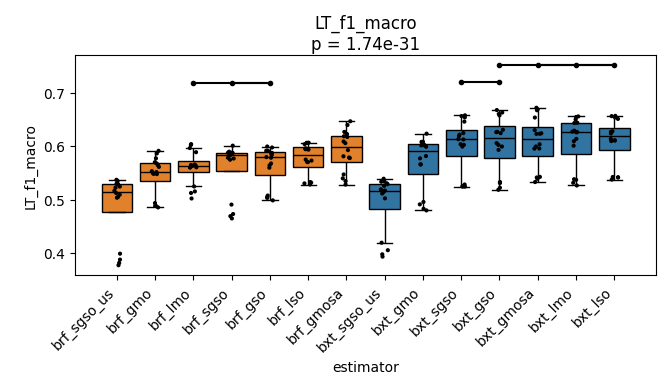 LT_f1_macro
p = 1.74e-31
LT_f1_macro
0.7
0.6
0.5
0.4
brf_sgso_us
brf_gmo
brf_lmo
brf_sgso
brf_gso
brf_lso
brf_gmosa
bxt_sgso_us
bxt_gmo
bxt_sgso
bxt_gso
bxt_gmosa
bxt_lmo
bxt_lso
estimator